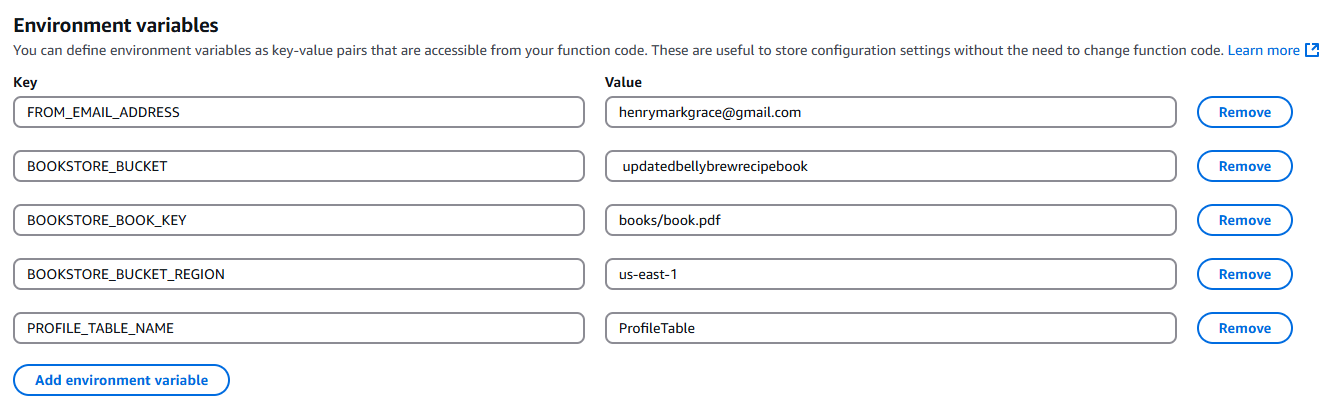 Environment variables
You can define environment variables as key-value pairs that are accessible from your function code. These are useful to store configuration settings without the need to change function code. Learn more
Key Value
FROM_EMAIL_ADDRESS henrymarkgrace@gmail.com Remove
BOOKSTORE_BUCKET updatedbellybrewrecipebook Remove
BOOKSTORE_BOOK_KEY books/book.pdf Remove
BOOKSTORE_BUCKET_REGION us-east-1 Remove
PROFILE_TABLE_NAME ProfileTable Remove
Add environment variable